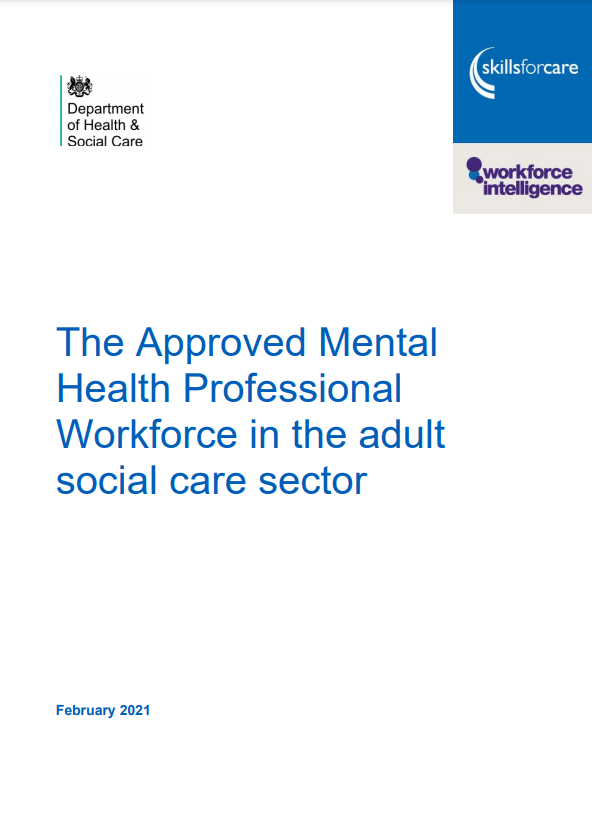 skillsforcare
Department
of Health &
Social Care
workforce
intelligence
The Approved Mental
Health Professional
Workforce in the adult
social care sector
February 2021